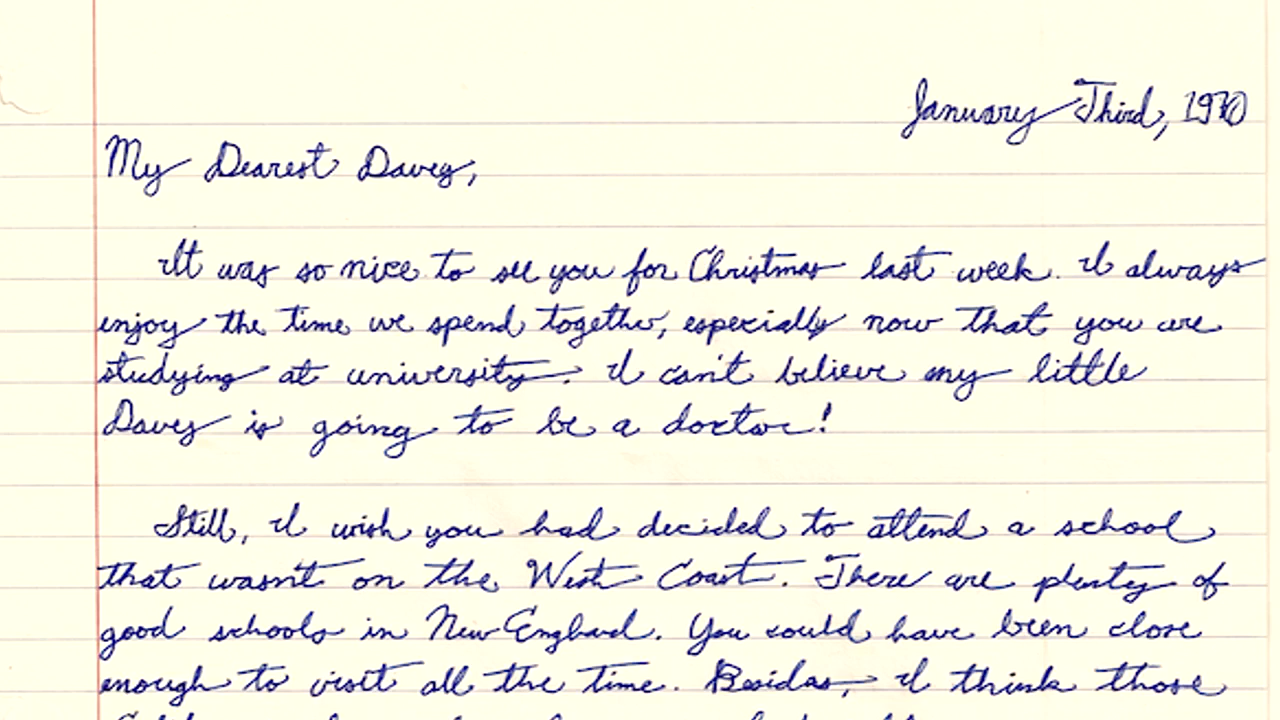 January Third, 1970
My Dearest Davey,
It was so nice to see you for Christmas last week. I always
enjoy the time we spend together, especially now that you are
studying at university. I can't believe my little
Davey is going to be a doctor!
Still, I wish you had decided to attend a school
that wasn't on the West Coast. There are plenty of
good schools in New England. You could have been close
enough to visit all the time. Besides, I think those